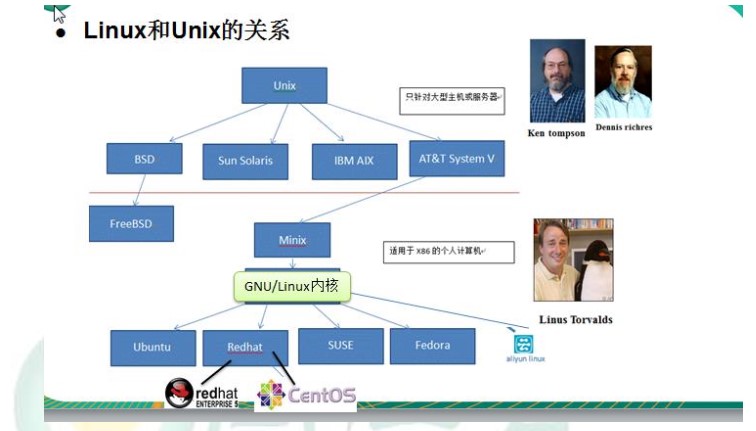 Linux和Unix的关系
Unix
只针对大型主机或服务器
Ken tompson
Dennis richres
BSD
Sun Solaris
IBM AIX
AT&T System V
FreeBSD
Minix
适用于 X86 的个人计算机
GNU/Linux内核
Linus Torvalds
Ubuntu
Redhat
SUSE
Fedora
aliyun linux
redhat
ENTERPRISE 5
CentOS